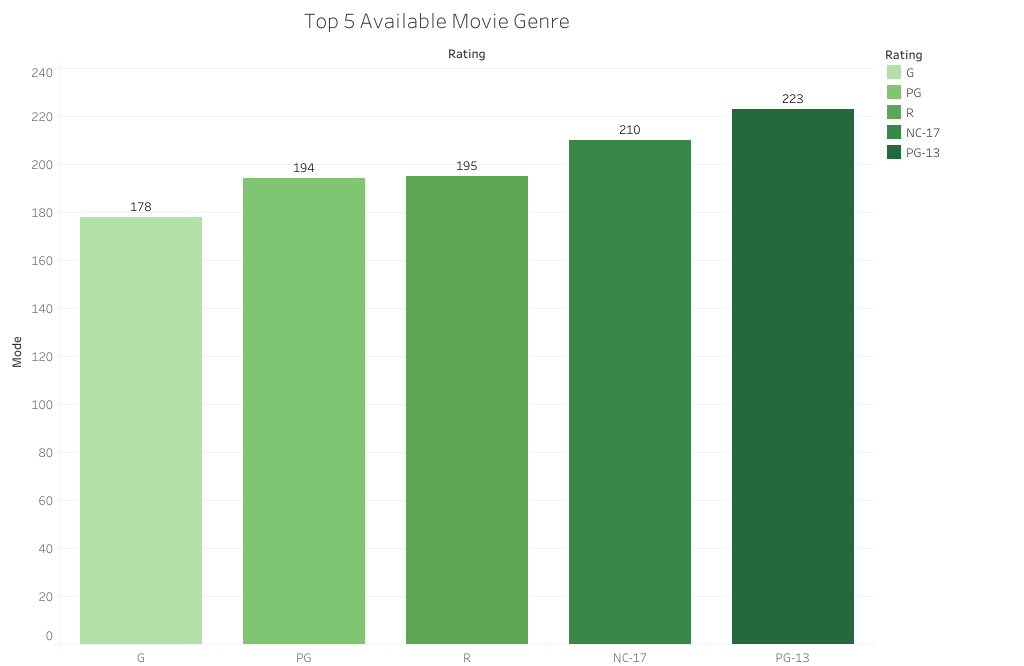 Top 5 Available Movie Genre
Rating
Rating
G
PG
R
NC-17
PG-13
Mode
240
220
200
180
160
140
120
100
80
60
40
20
0
178
194
195
210
223
G PG R NC-17 PG-13